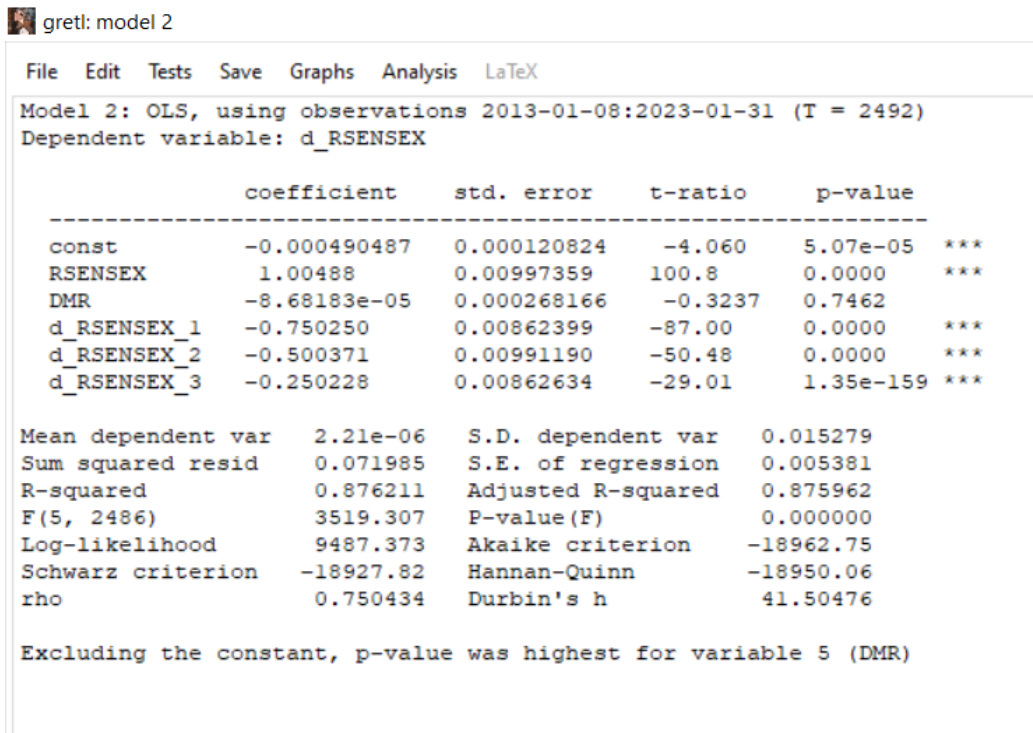 gretl: model 2
File Edit Tests Save Graphs Analysis LaTeX
Model 2: OLS, using observations 2013-01-08:2023-01-31 (T = 2492)
Dependent variable: d_RSENSEX
coefficient std. error t-ratio p-value
---------------------------------------------------------------
const -0.000490487 0.000120824 -4.060 5.07e-05 ***
RSENSEX 1.00488 0.00997359 100.8 0.0000 ***
DMR -8.68183e-05 0.000268166 -0.3237 0.7462
d_RSENSEX_1 -0.750250 0.00862399 -87.00 0.0000 ***
d_RSENSEX_2 -0.500371 0.00991190 -50.48 0.0000 ***
d_RSENSEX_3 -0.250228 0.00862634 -29.01 1.35e-159 ***
Mean dependent var 2.21e-06 S.D. dependent var 0.015279
Sum squared resid 0.071985 S.E. of regression 0.005381
R-squared 0.876211 Adjusted R-squared 0.875962
F(5, 2486) 3519.307 P-value(F) 0.000000
Log-likelihood 9487.373 Akaike criterion -18962.75
Schwarz criterion -18927.82 Hannan-Quinn -18950.06
rho 0.750434 Durbin's h 41.50476
Excluding the constant, p-value was highest for variable 5 (DMR)